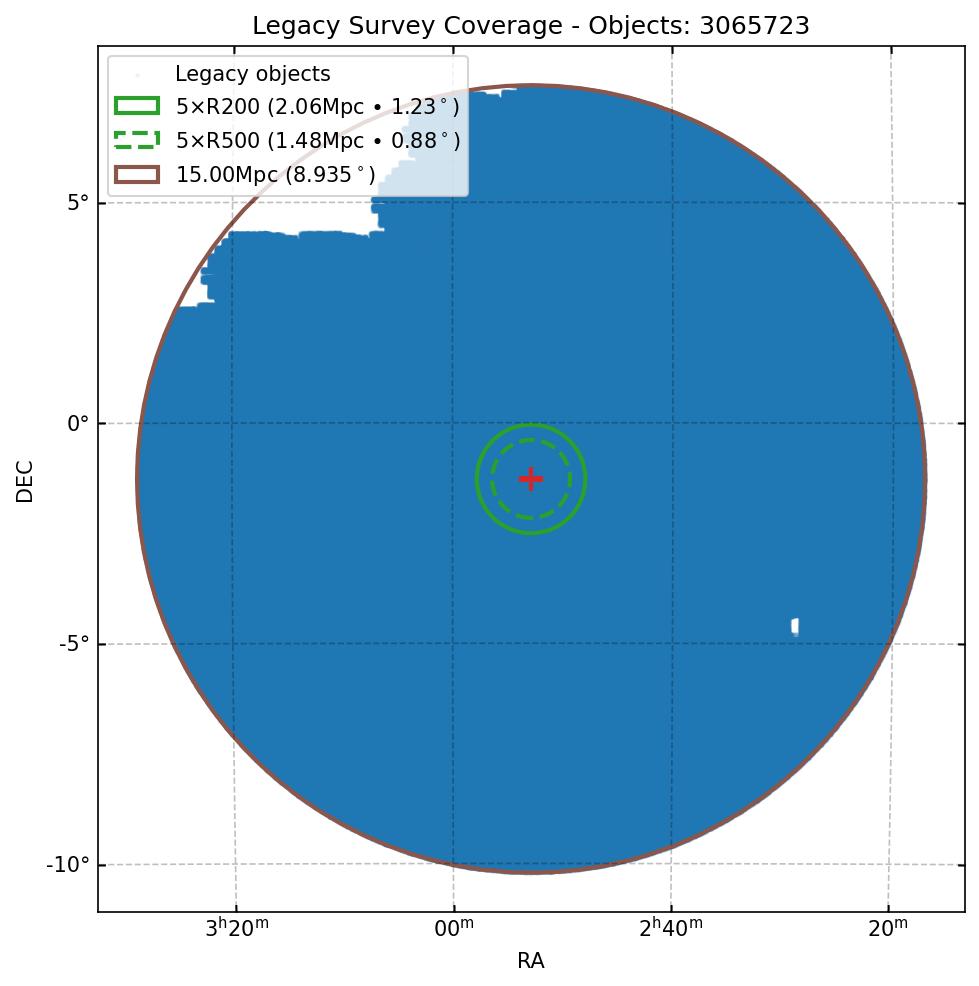 Legacy Survey Coverage - Objects: 3065723
Legacy objects
5×R200 (2.06Mpc • 1.23°)
5×R500 (1.48Mpc • 0.88°)
15.00Mpc (8.935°)
5°
0°
-5°
-10°
DEC
3ʰ20ᵐ
00ᵐ
2ʰ40ᵐ
20ᵐ
RA